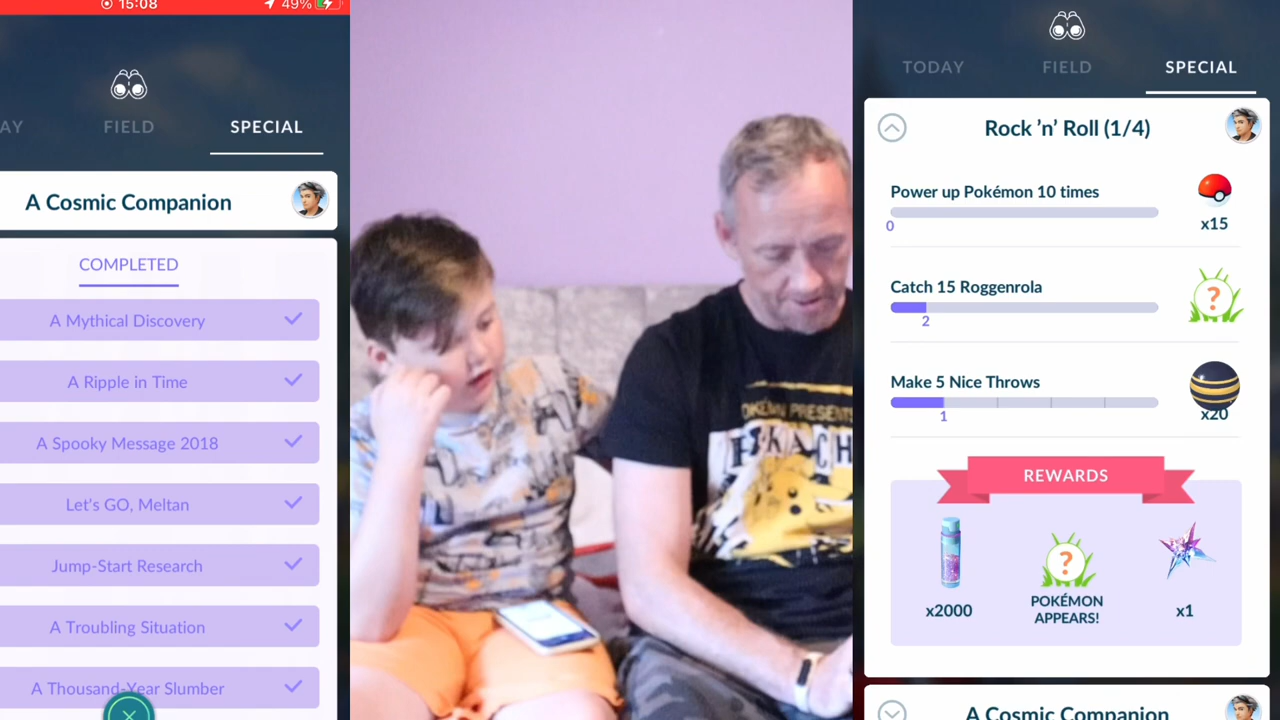 15:08
49%
AY
FIELD
SPECIAL
A Cosmic Companion
COMPLETED
A Mythical Discovery
A Ripple in Time
A Spooky Message 2018
Let's GO, Meltan
Jump-Start Research
A Troubling Situation
A Thousand-Year Slumber
PRESENTS
TODAY
FIELD
SPECIAL
Rock 'n' Roll (1/4)
Power up Pokémon 10 times
0
x15
Catch 15 Roggenrola
2
?
Make 5 Nice Throws
1
x20
REWARDS
?
x2000
POKÉMON
APPEARS!
x1
A Cosmic Companion